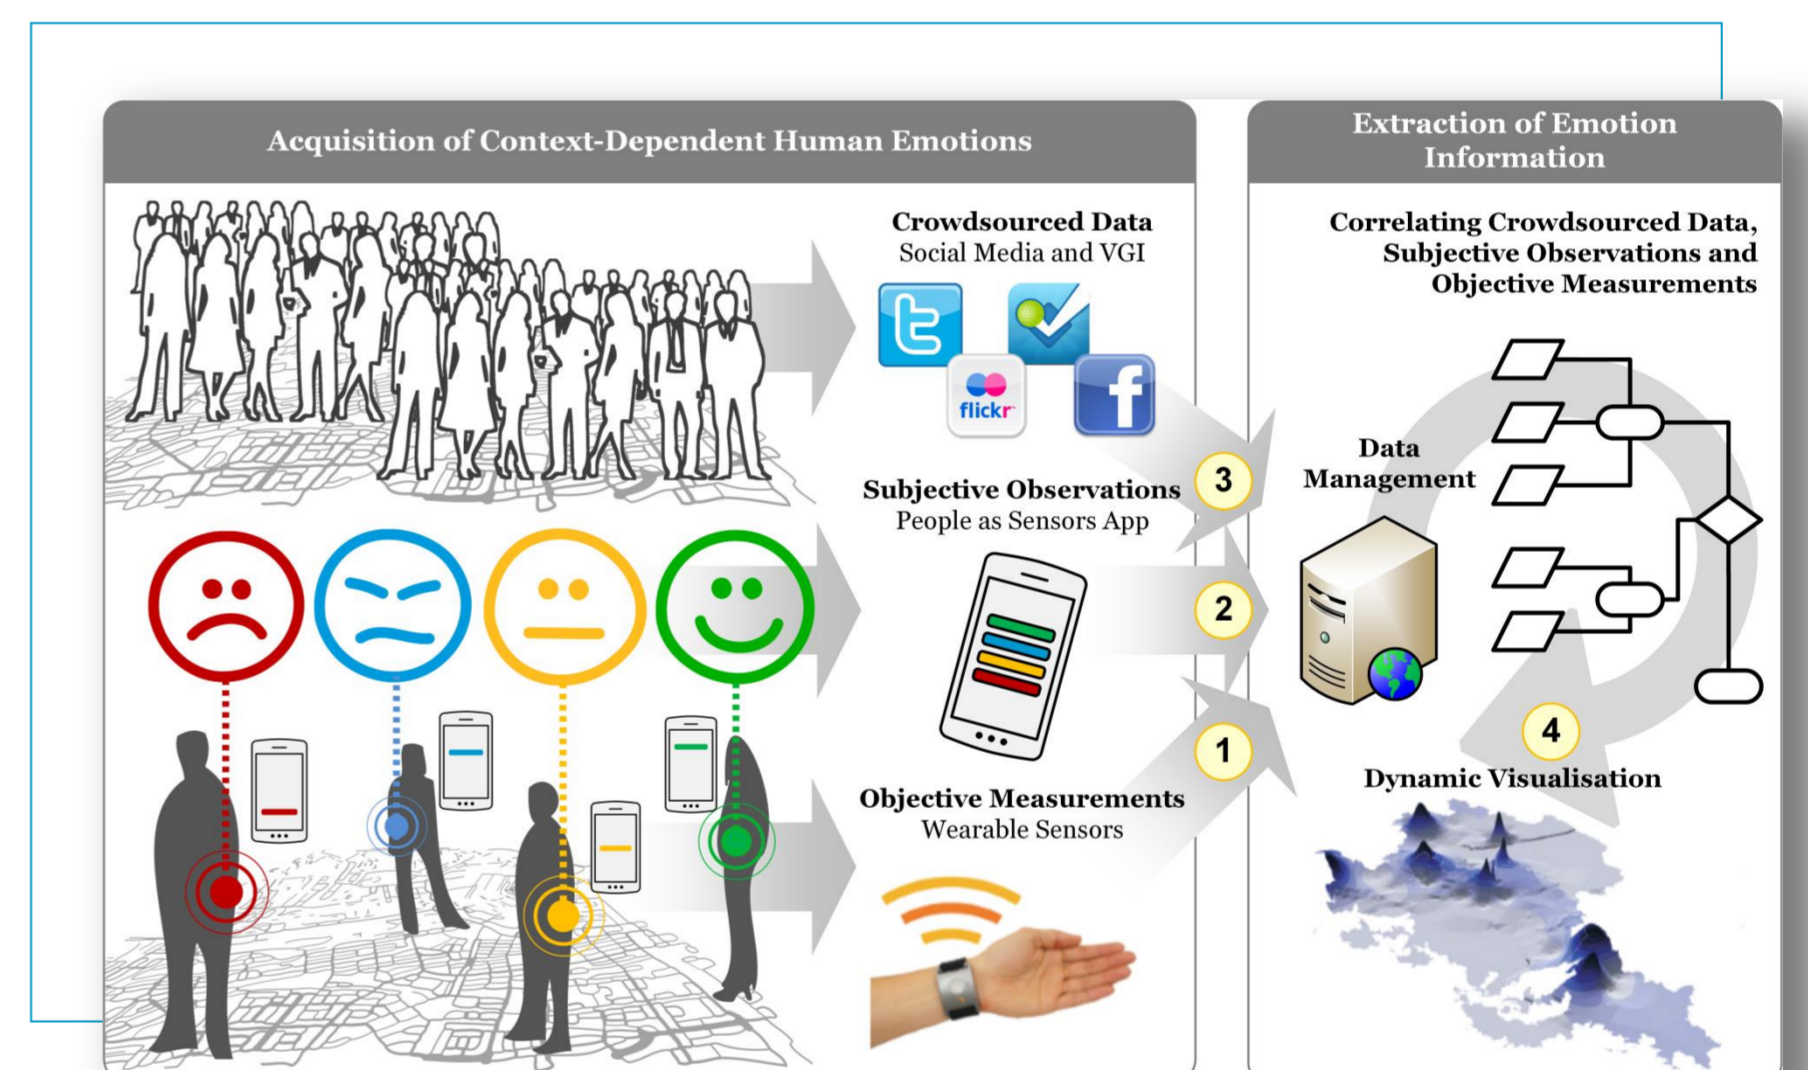 Acquisition of Context-Dependent Human Emotions
Crowdsourced Data
Social Media and VGI
flickr
f
Subjective Observations
People as Sensors App
Objective Measurements
Wearable Sensors
3
2
1
Extraction of Emotion
Information
Correlating Crowdsourced Data,
Subjective Observations and
Objective Measurements
Data
Management
4
Dynamic Visualisation